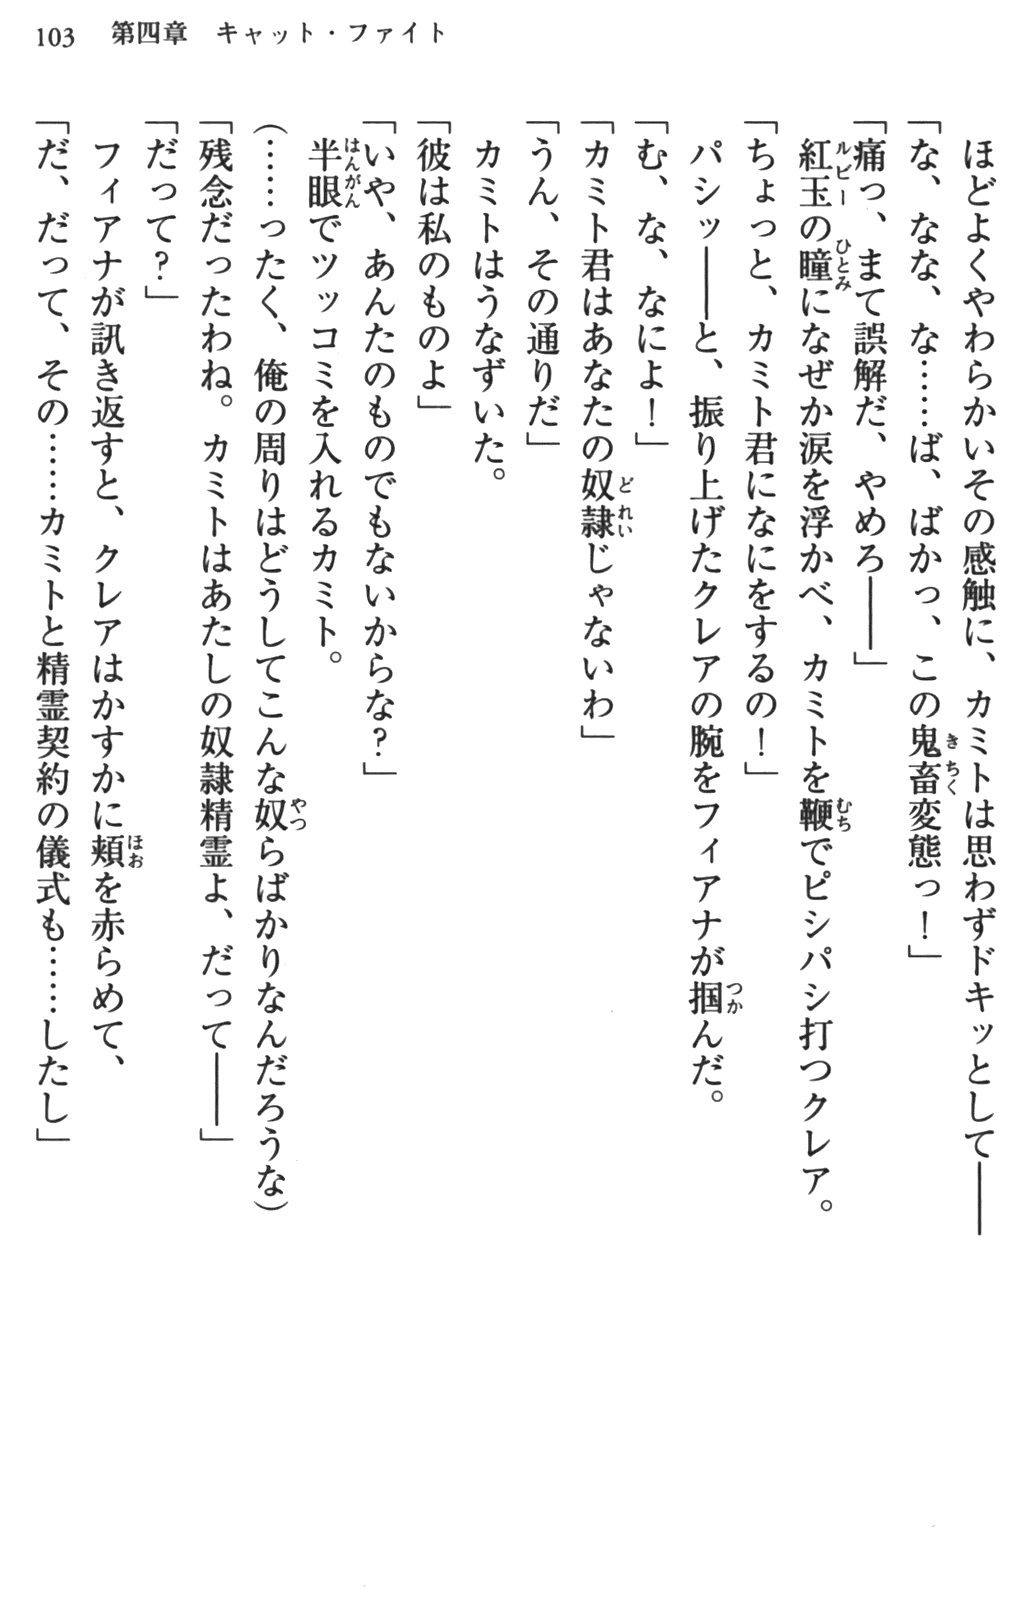 103 第四章 キャット・ファイト
ほどよくやわらかいその感触に、カミトは思わずドキッとして――
「な、なな、な……ば、ばかっ、この鬼畜変態っ！」
「痛っ、まて誤解だ、やめろ――」
紅玉の瞳になぜか涙を浮かべ、カミトを鞭でピシパシ打つクレア。
「ちょっと、カミト君になにをするの！」
パシッ――と、振り上げたクレアの腕をフィアナが掴んだ。
「む、な、なによ！」
「カミト君はあなたの奴隷じゃないわ」
「うん、その通りだ」
カミトはうなずいた。
「彼は私のものよ」
「いや、あんたのものでもないからな？」
半眼でツッコミを入れるカミト。
（……ったく、俺の周りはどうしてこんな奴らばかりなんだろうな）
「残念だったわね。カミトはあたしの奴隷精霊よ、だって――」
「だって？」
フィアナが訊き返すと、クレアはかすかに頬を赤らめて、
「だ、だって、その……カミトと精霊契約の儀式も……したし」